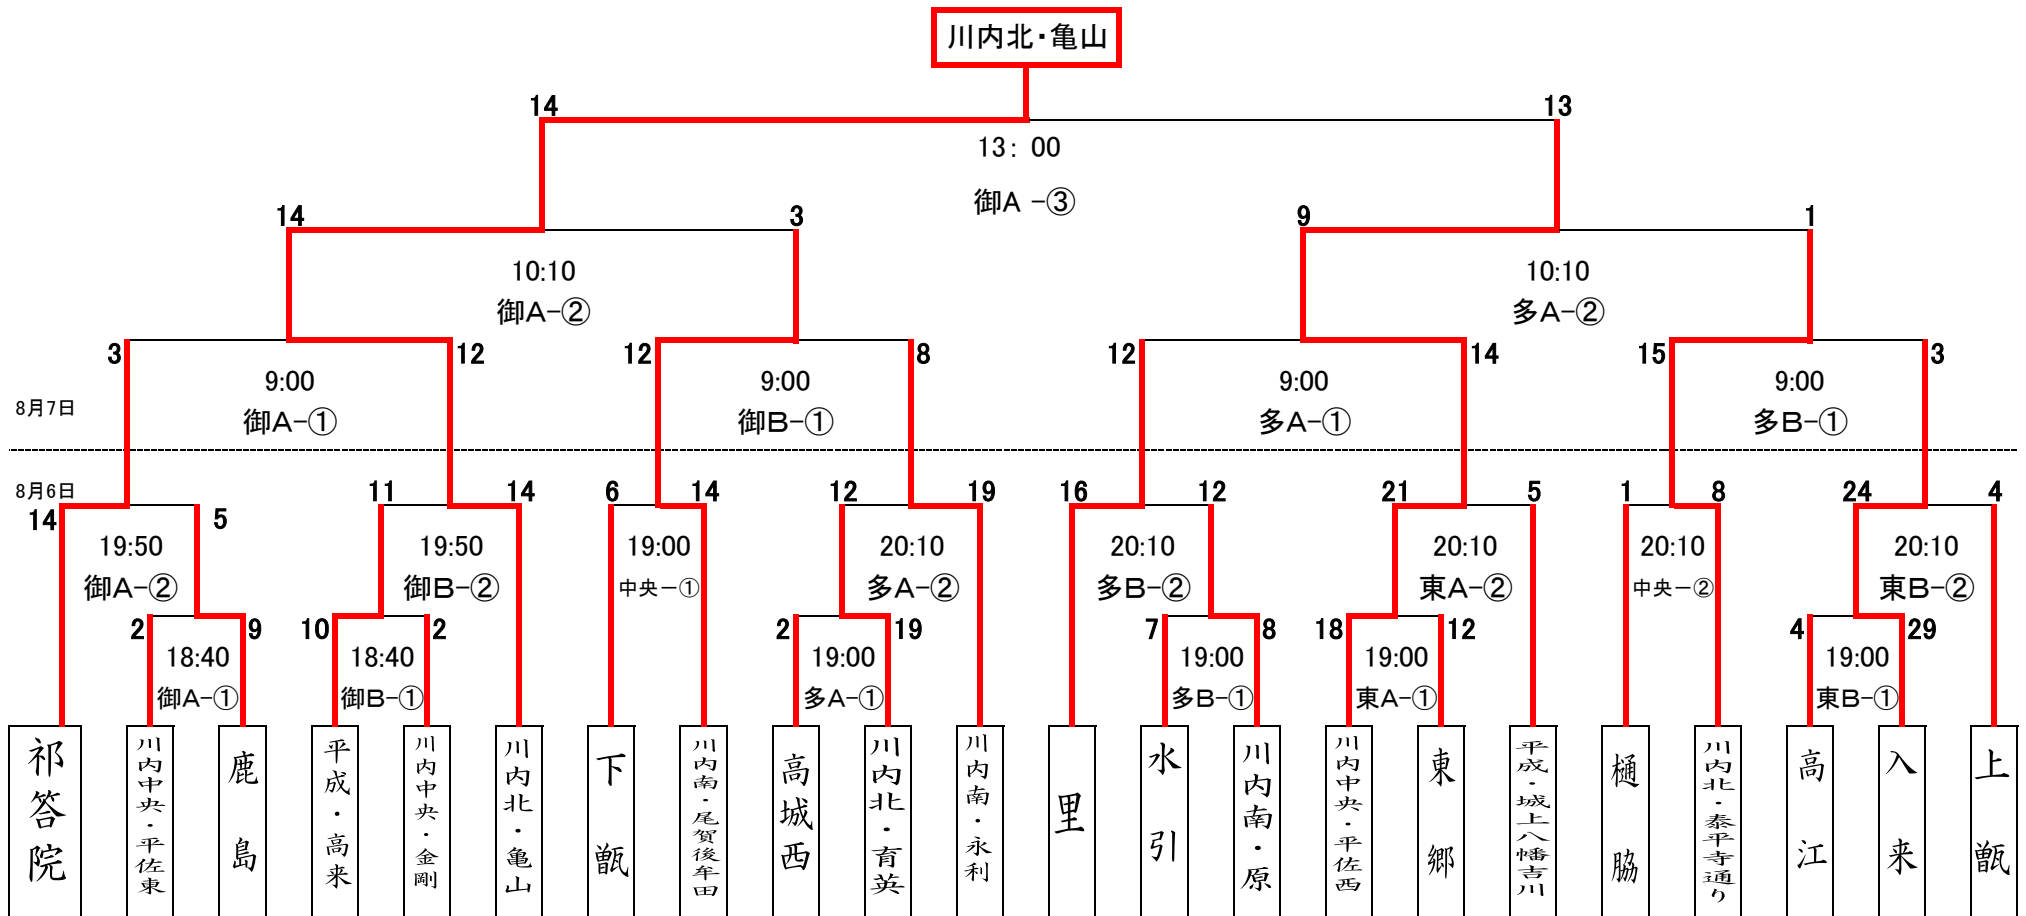 川内北・亀山
14 13
13：00
御A－③
14 3 9 1
10:10 10:10
御A-② 多A-②
3 12 12 8 12 14 15 3
9:00 9:00 9:00 9:00
8月7日
御A-① 御B-① 多A-① 多B-①
8月6日
14 5 11 14 6 14 12 19 16 12 21 5 1 8 24 4
19:50 19:50 19:00 20:10 20:10 20:10 20:10 20:10
御A-② 御B-② 中央－① 多A-② 多B-② 東A-② 中央－② 東B-②
2 9 10 2 2 19 7 8 18 12 4 29
18:40 18:40 19:00 19:00 19:00 19:00
御A-① 御B-① 多A-① 多B-① 東A-① 東B-①
祁答院
川内中央・平佐東
鹿島
平成・高来
川内中央・金剛
川内北・亀山
下甑
川内南・尾賀後牟田
高城西
川内北・育英
川内南・永利
里
水引
川内南・原
川内中央・平佐西
東郷
平成・城上八幡吉川
樋脇
川内北・泰平寺通り
高江
入来
上甑